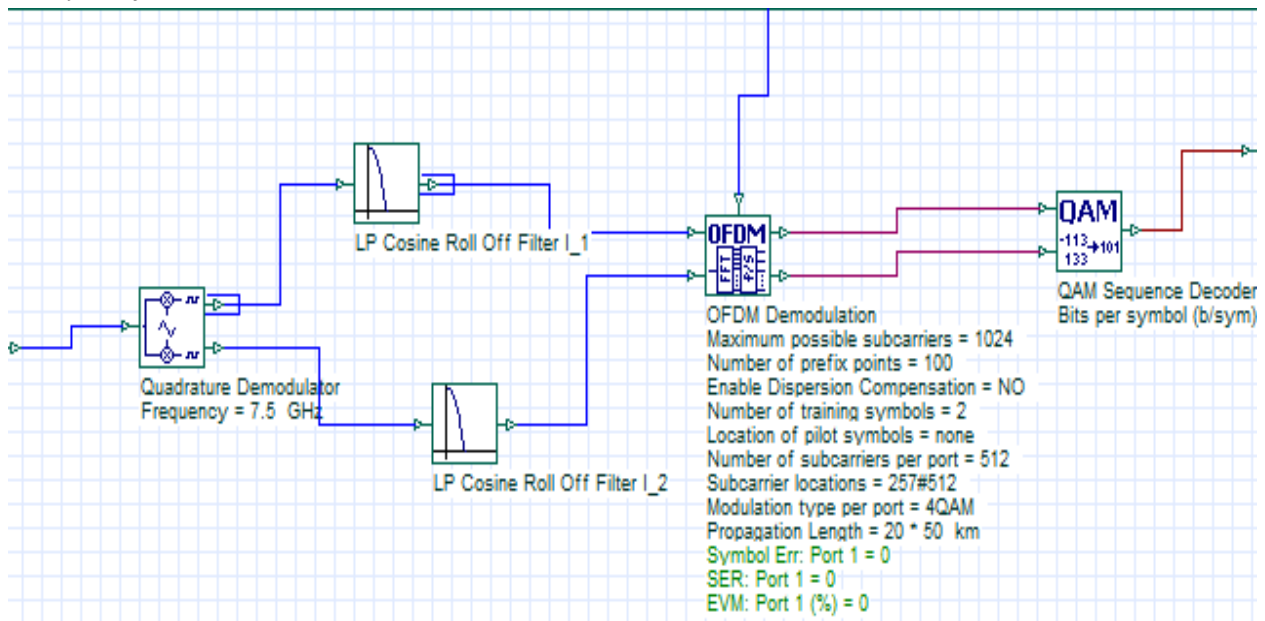 LP Cosine Roll Off Filter I_1
OFDM
FFT
P/S
QAM
-113
133
→101
QAM Sequence Decoder
Bits per symbol (b/sym)
Quadrature Demodulator
Frequency = 7.5 GHz
LP Cosine Roll Off Filter I_2
OFDM Demodulation
Maximum possible subcarriers = 1024
Number of prefix points = 100
Enable Dispersion Compensation = NO
Number of training symbols = 2
Location of pilot symbols = none
Number of subcarriers per port = 512
Subcarrier locations = 257#512
Modulation type per port = 4QAM
Propagation Length = 20 * 50 km
Symbol Err: Port 1 = 0
SER: Port 1 = 0
EVM: Port 1 (%) = 0